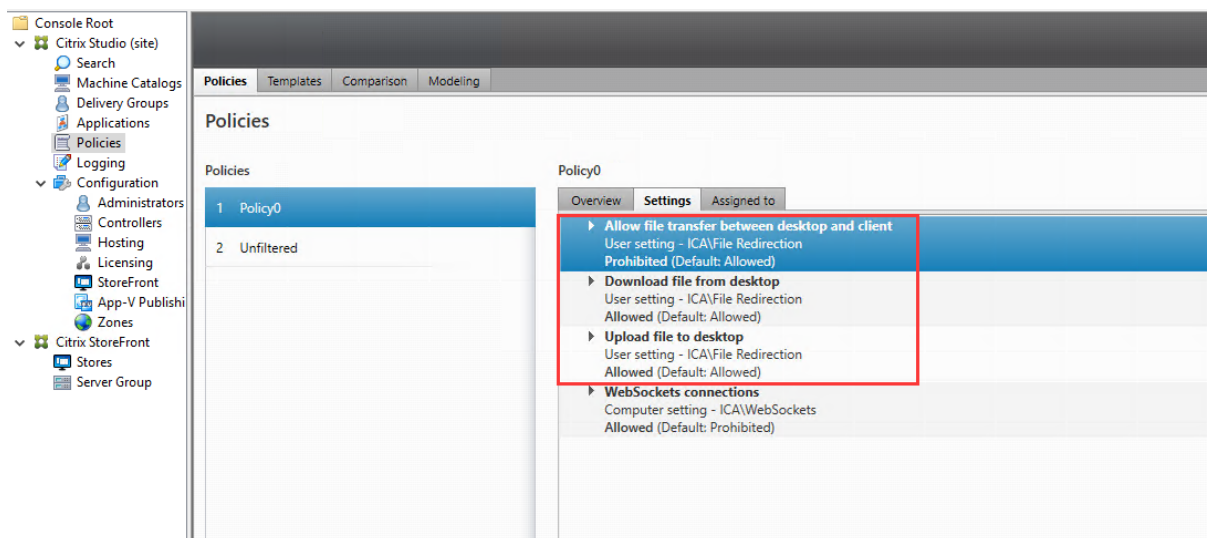 Console Root
Citrix Studio (site)
Search
Machine Catalogs
Delivery Groups
Applications
Policies
Logging
Configuration
Administrators
Controllers
Hosting
Licensing
StoreFront
App-V Publishi
Zones
Citrix StoreFront
Stores
Server Group
Policies Templates Comparison Modeling
Policies
Policies
1 Policy0
2 Unfiltered
Policy0
Overview Settings Assigned to
Allow file transfer between desktop and client
User setting - ICA\File Redirection
Prohibited (Default: Allowed)
Download file from desktop
User setting - ICA\File Redirection
Allowed (Default: Allowed)
Upload file to desktop
User setting - ICA\File Redirection
Allowed (Default: Allowed)
WebSockets connections
Computer setting - ICA\WebSockets
Allowed (Default: Prohibited)